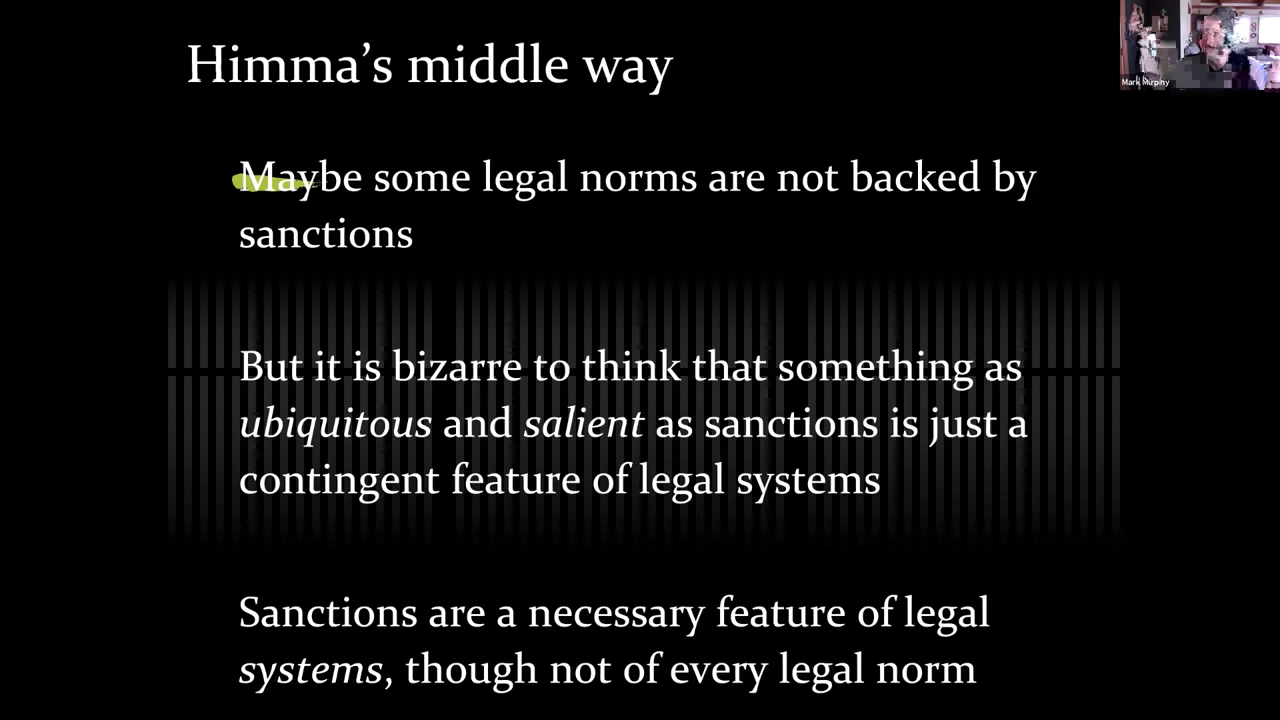 Himma's middle way
Mark Murphy
Maybe some legal norms are not backed by
sanctions
But it is bizarre to think that something as
ubiquitous and salient as sanctions is just a
contingent feature of legal systems
Sanctions are a necessary feature of legal
systems, though not of every legal norm